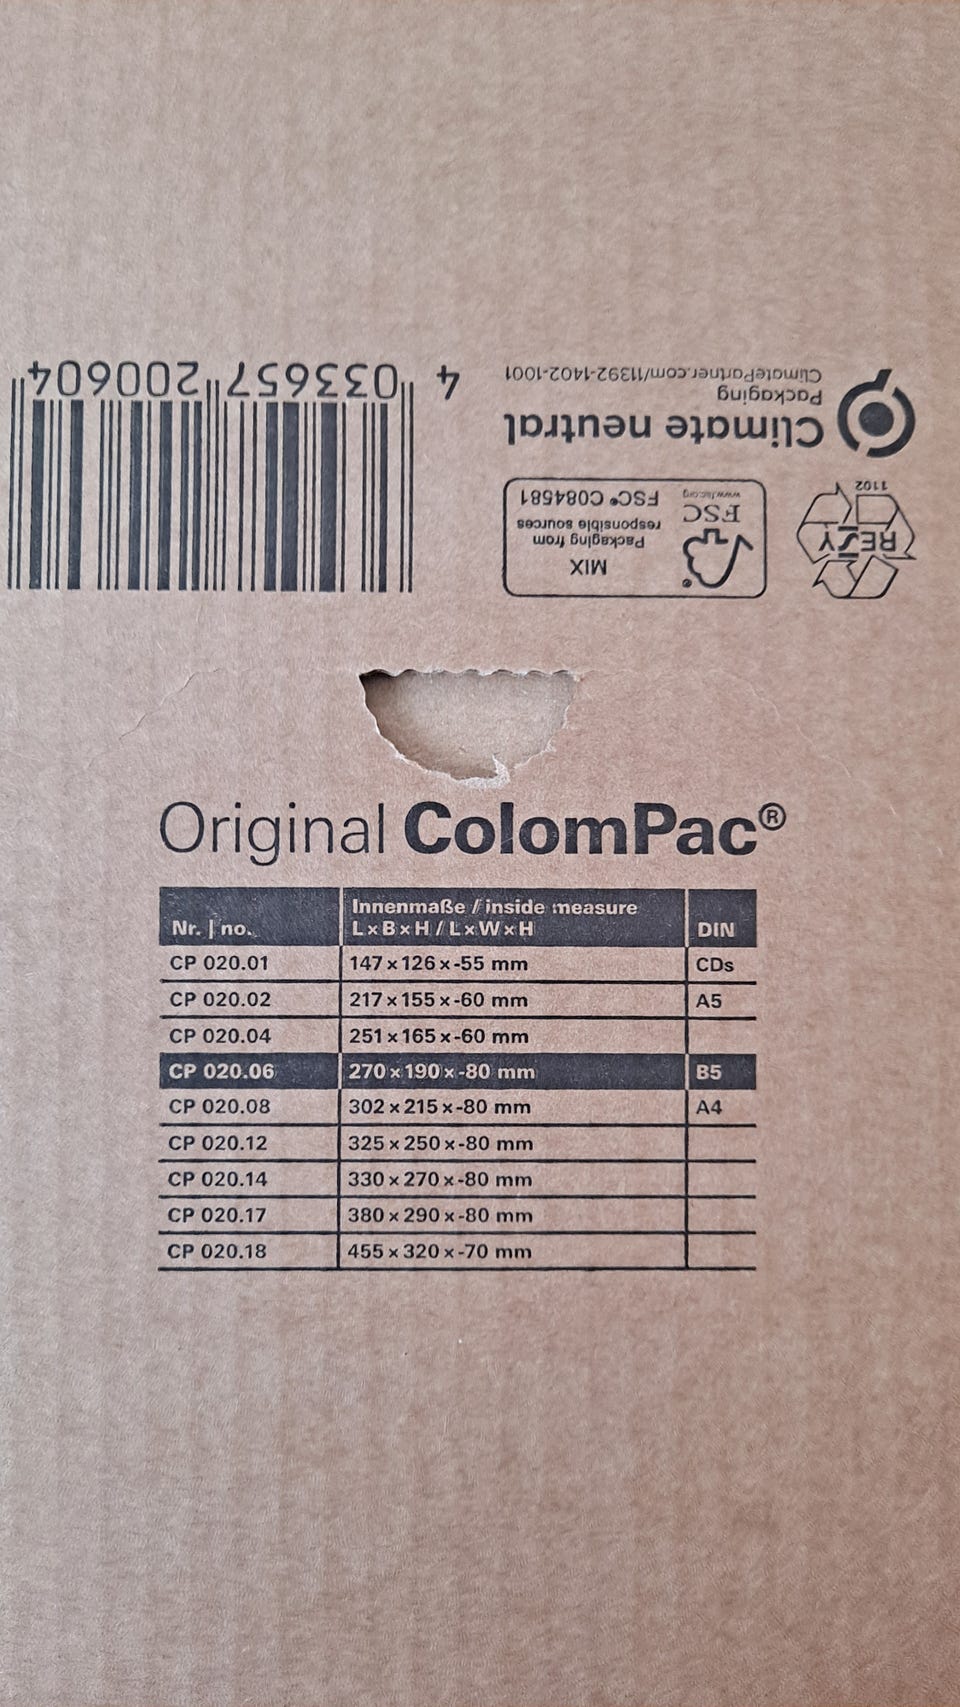 4 033657 200604
Climate neutral
Packaging
ClimatePartner.com/11392-1402-1001
RESY
1102
MIX
Packaging from
responsible sources
FSC® C084581
FSC
www.fsc.org
Original ColomPac®
Nr. | no. Innenmaße / inside measure L x B x H / L x W x H DIN
CP 020.01 147 x 126 x -55 mm CDs
CP 020.02 217 x 155 x -60 mm A5
CP 020.04 251 x 165 x -60 mm
CP 020.06 270 x 190 x -80 mm B5
CP 020.08 302 x 215 x -80 mm A4
CP 020.12 325 x 250 x -80 mm
CP 020.14 330 x 270 x -80 mm
CP 020.17 380 x 290 x -80 mm
CP 020.18 455 x 320 x -70 mm